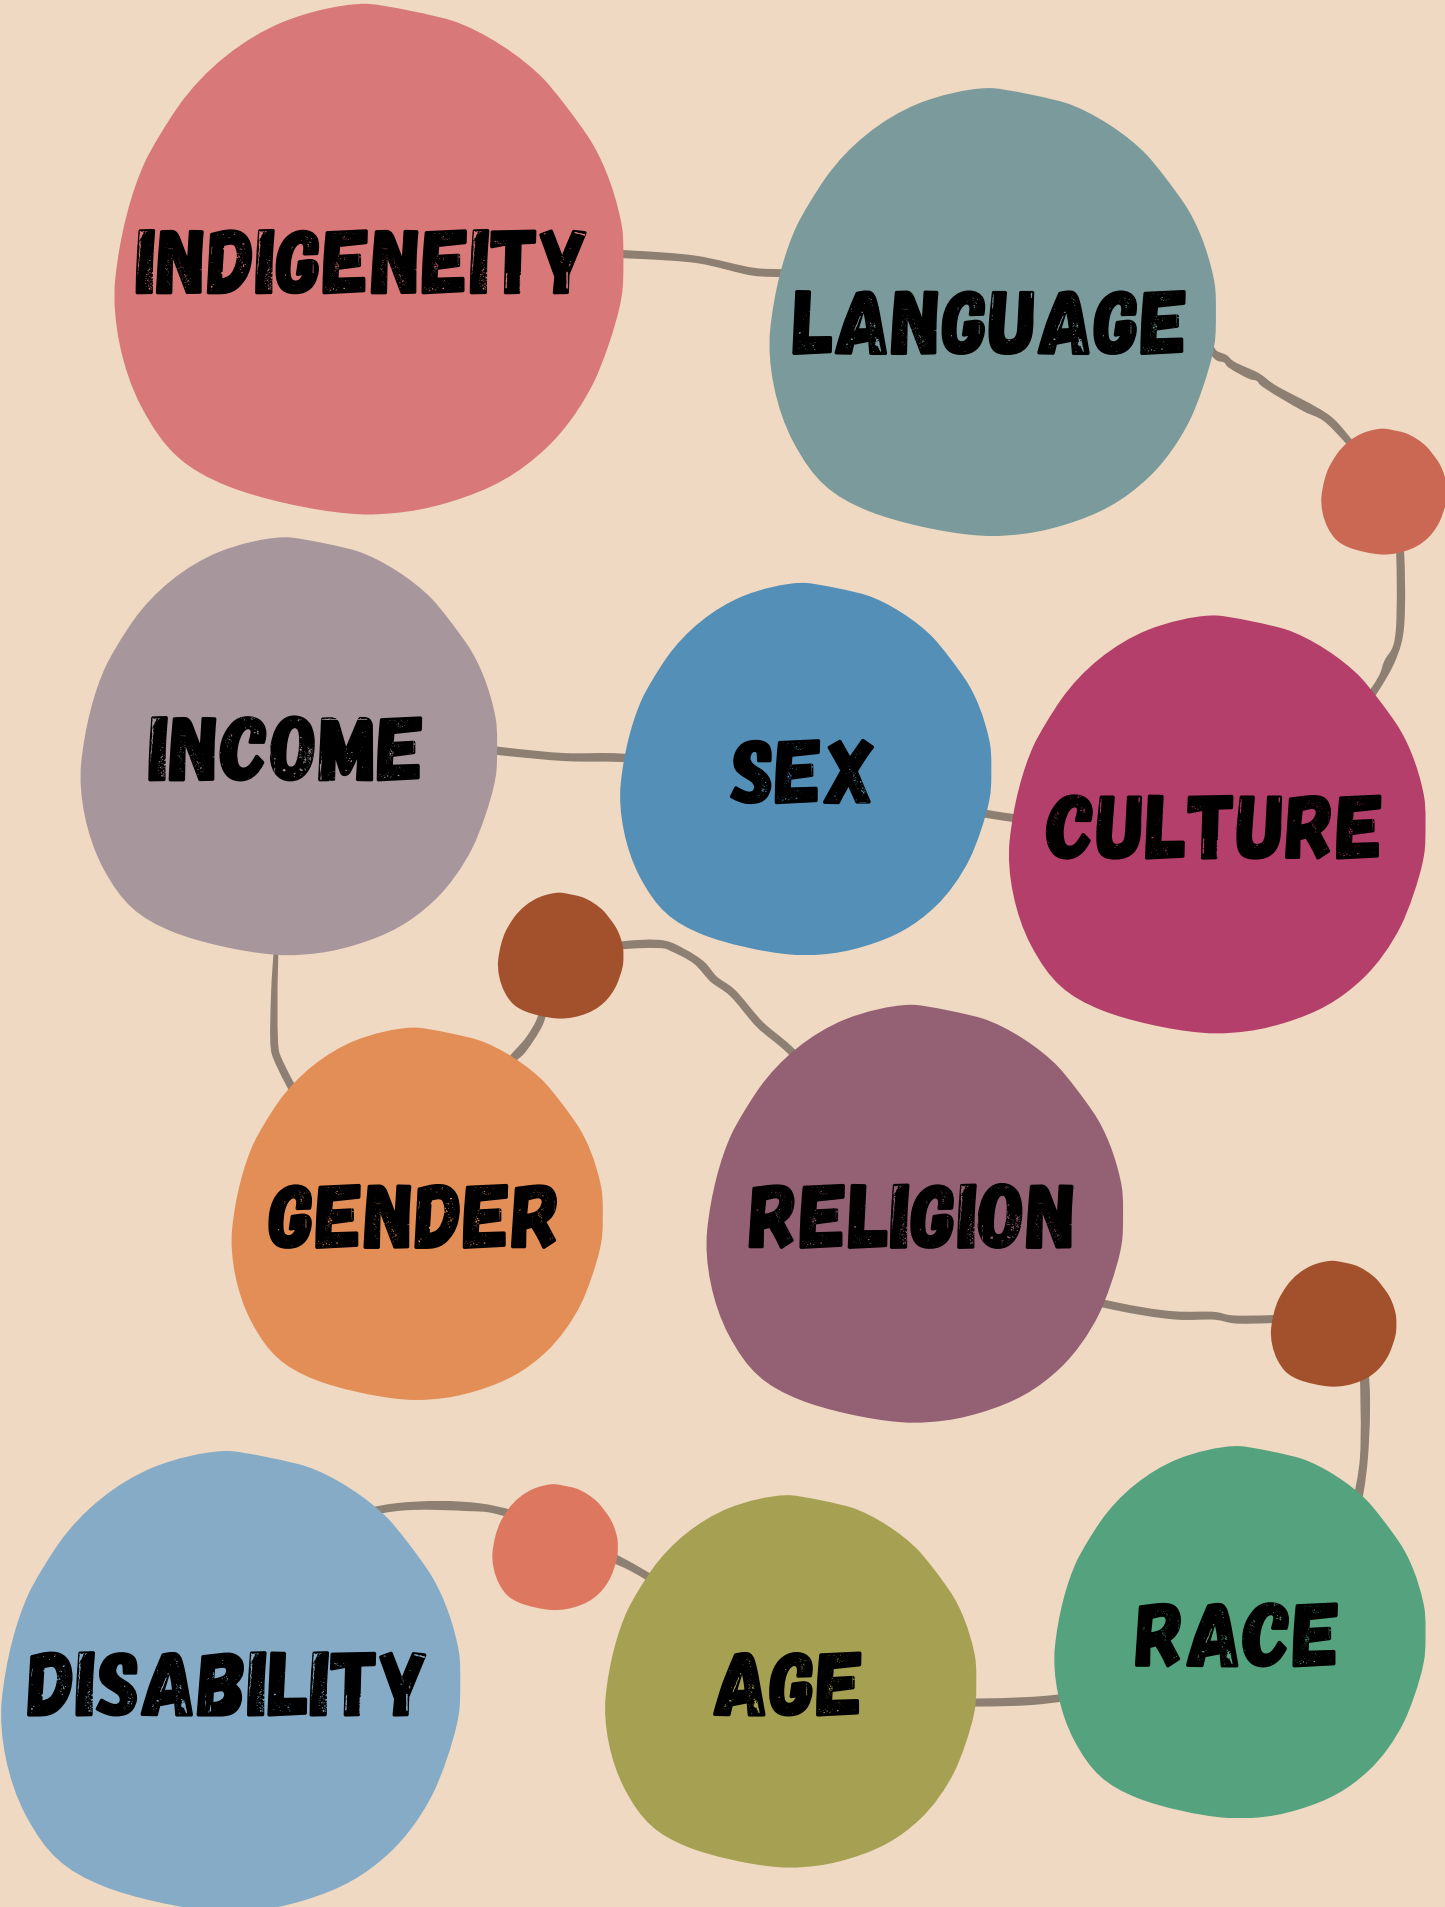 INDIGENEITY
LANGUAGE
INCOME
SEX
CULTURE
GENDER
RELIGION
DISABILITY
AGE
RACE